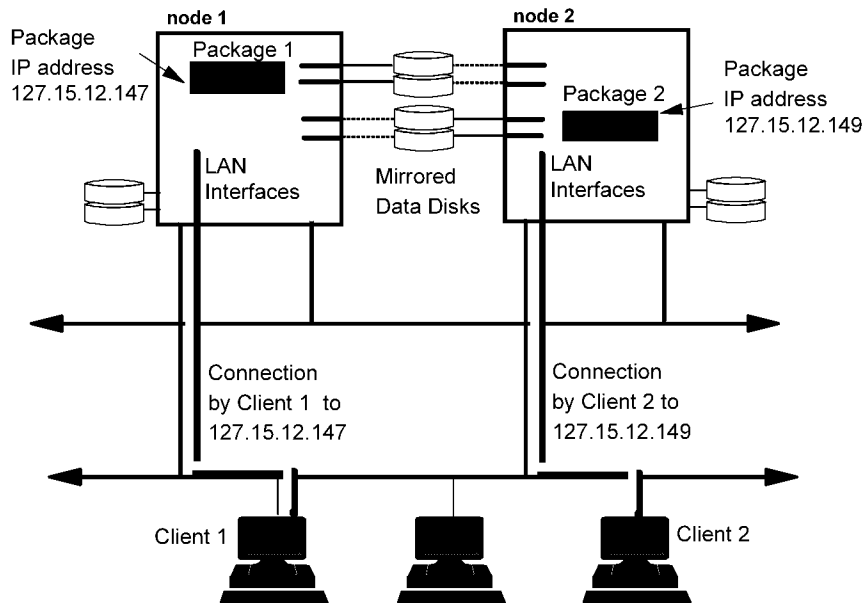 node 1
node 2
Package
IP address
127.15.12.147
Package 1
Package 2
Package
IP address
127.15.12.149
LAN
Interfaces
Mirrored
Data Disks
LAN
Interfaces
Connection
by Client 1 to
127.15.12.147
Connection
by Client 2 to
127.15.12.149
Client 1
Client 2